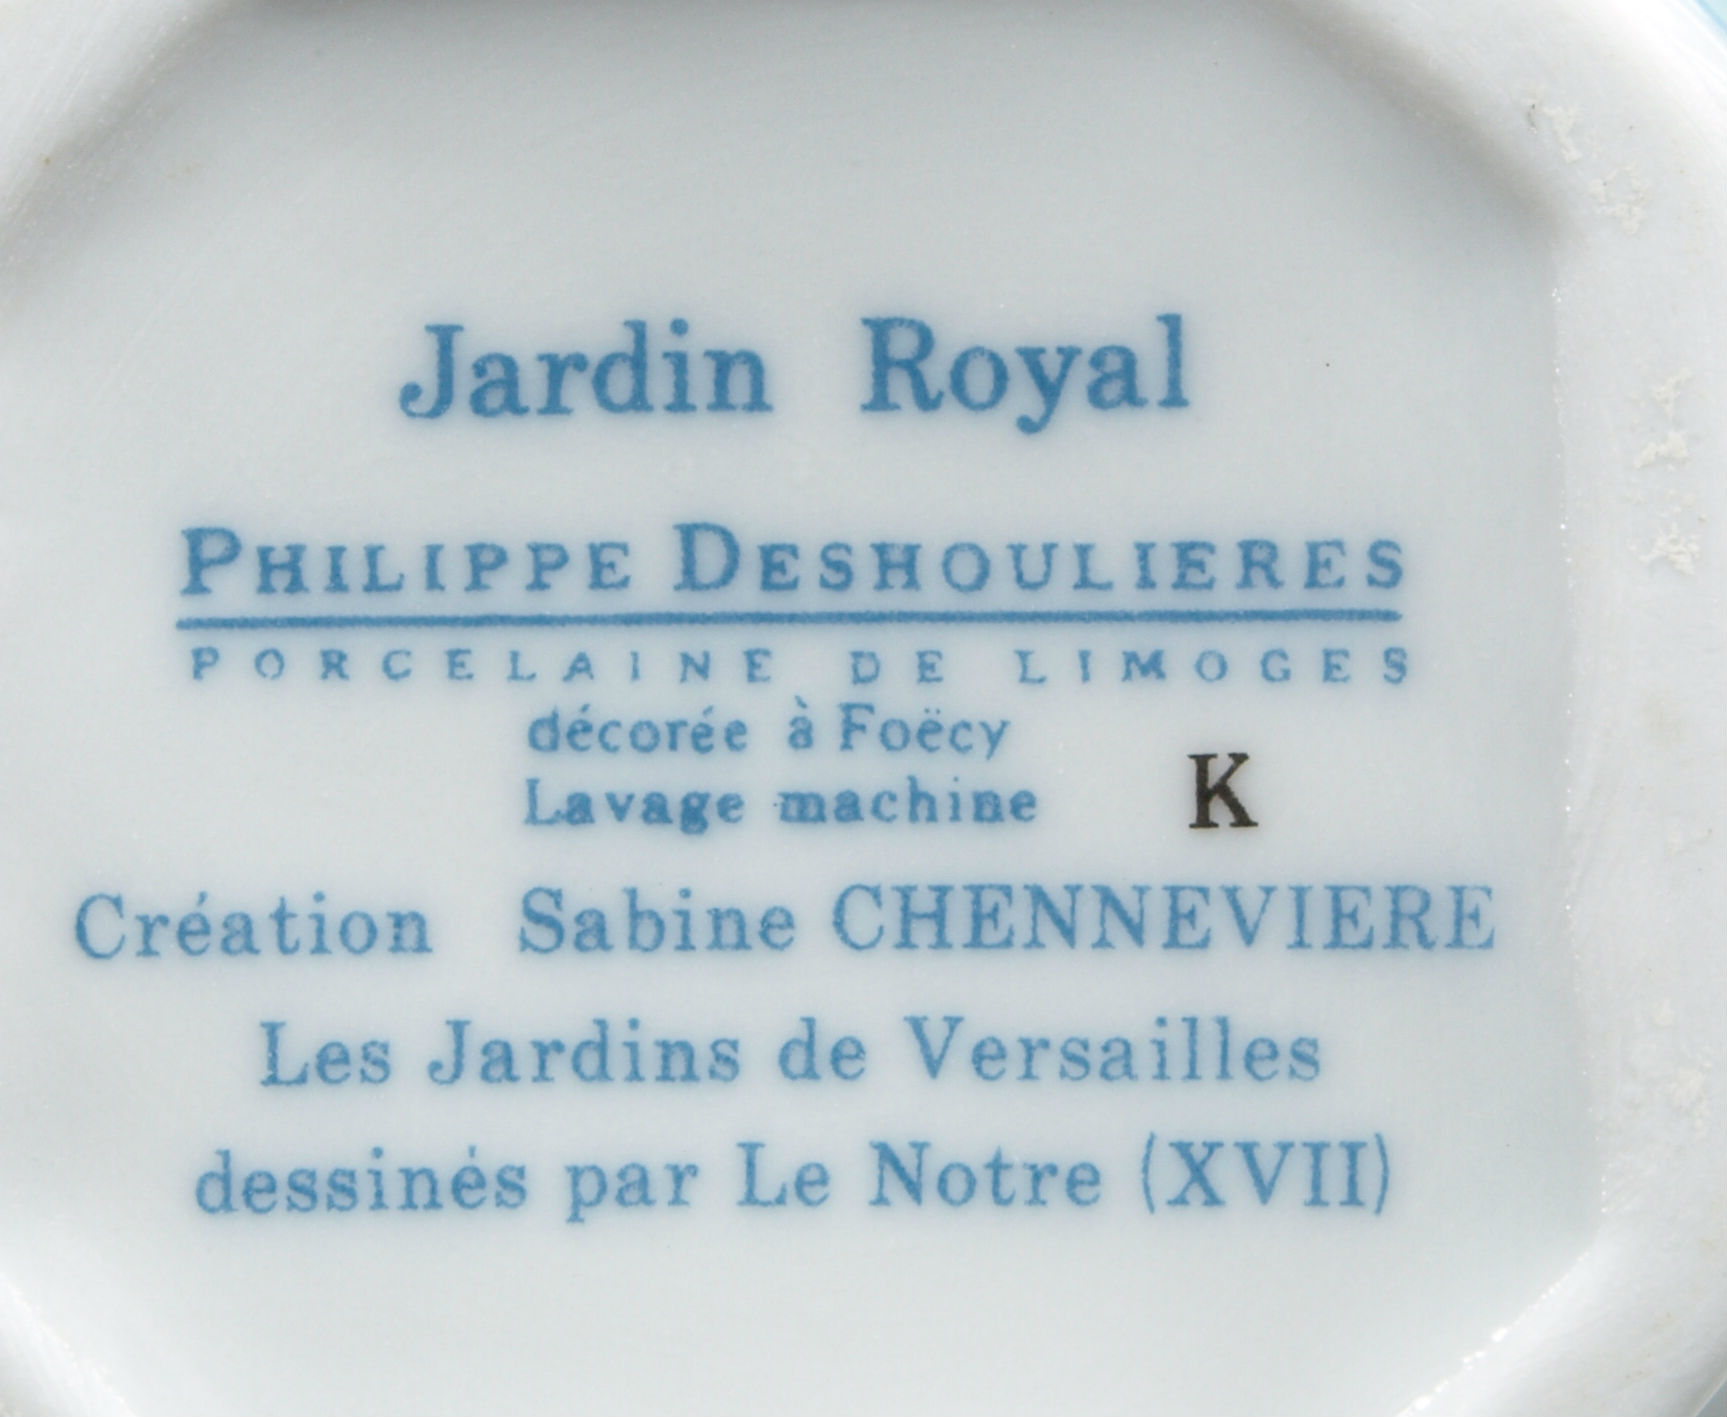 Jardin Royal
PHILIPPE DESHOULIERES
PORCELAINE DE LIMOGES
décorée à Foëcy
Lavage machine K
Création Sabine CHENNEVIERE
Les Jardins de Versailles
dessinés par Le Notre (XVII)